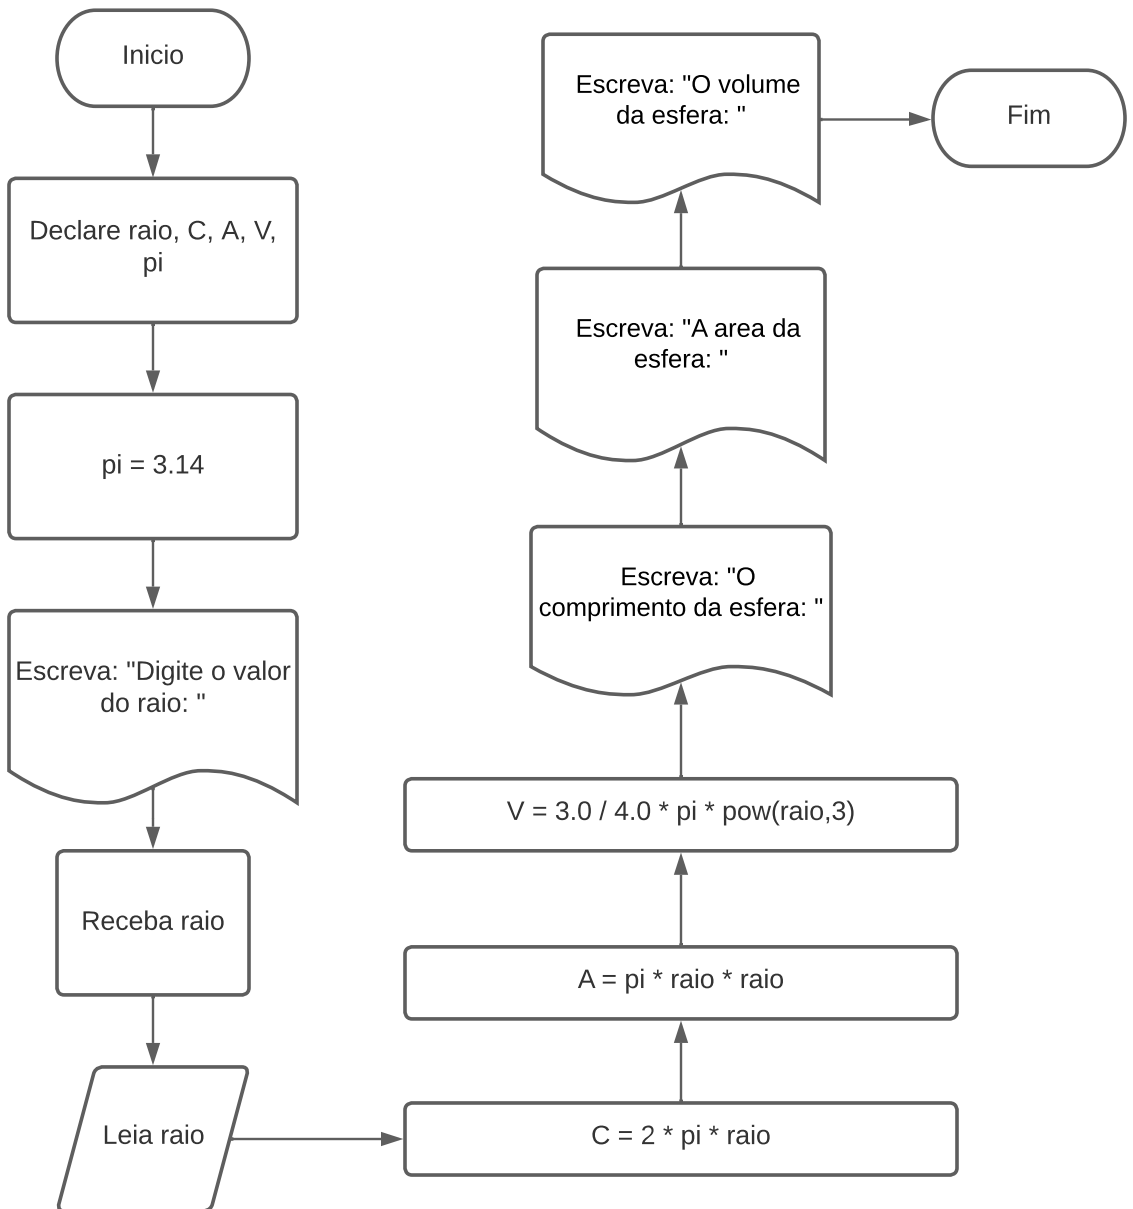 Inicio
Declare raio, C, A, V,
pi
pi = 3.14
Escreva: "Digite o valor
do raio: "
Receba raio
Leia raio
C = 2 * pi * raio
A = pi * raio * raio
V = 3.0 / 4.0 * pi * pow(raio,3)
Escreva: "O
comprimento da esfera: "
Escreva: "A area da
esfera: "
Escreva: "O volume
da esfera: "
Fim